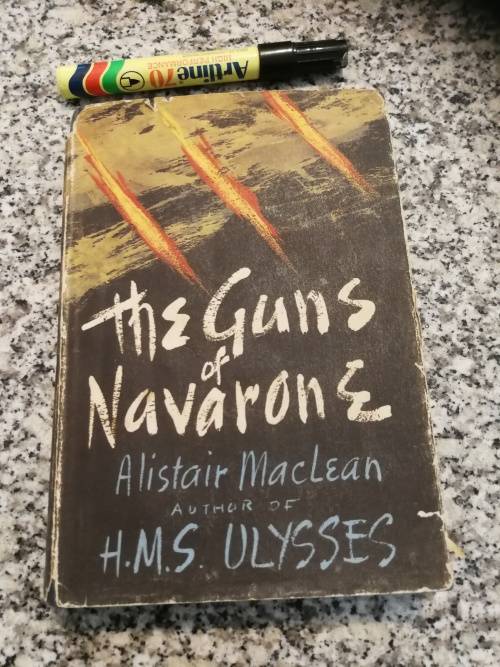 Artline 70
HIGH PERFORMANCE
the Guns
of
Navarone
Alistair MacLean
AUTHOR OF
H.M.S. ULYSSES